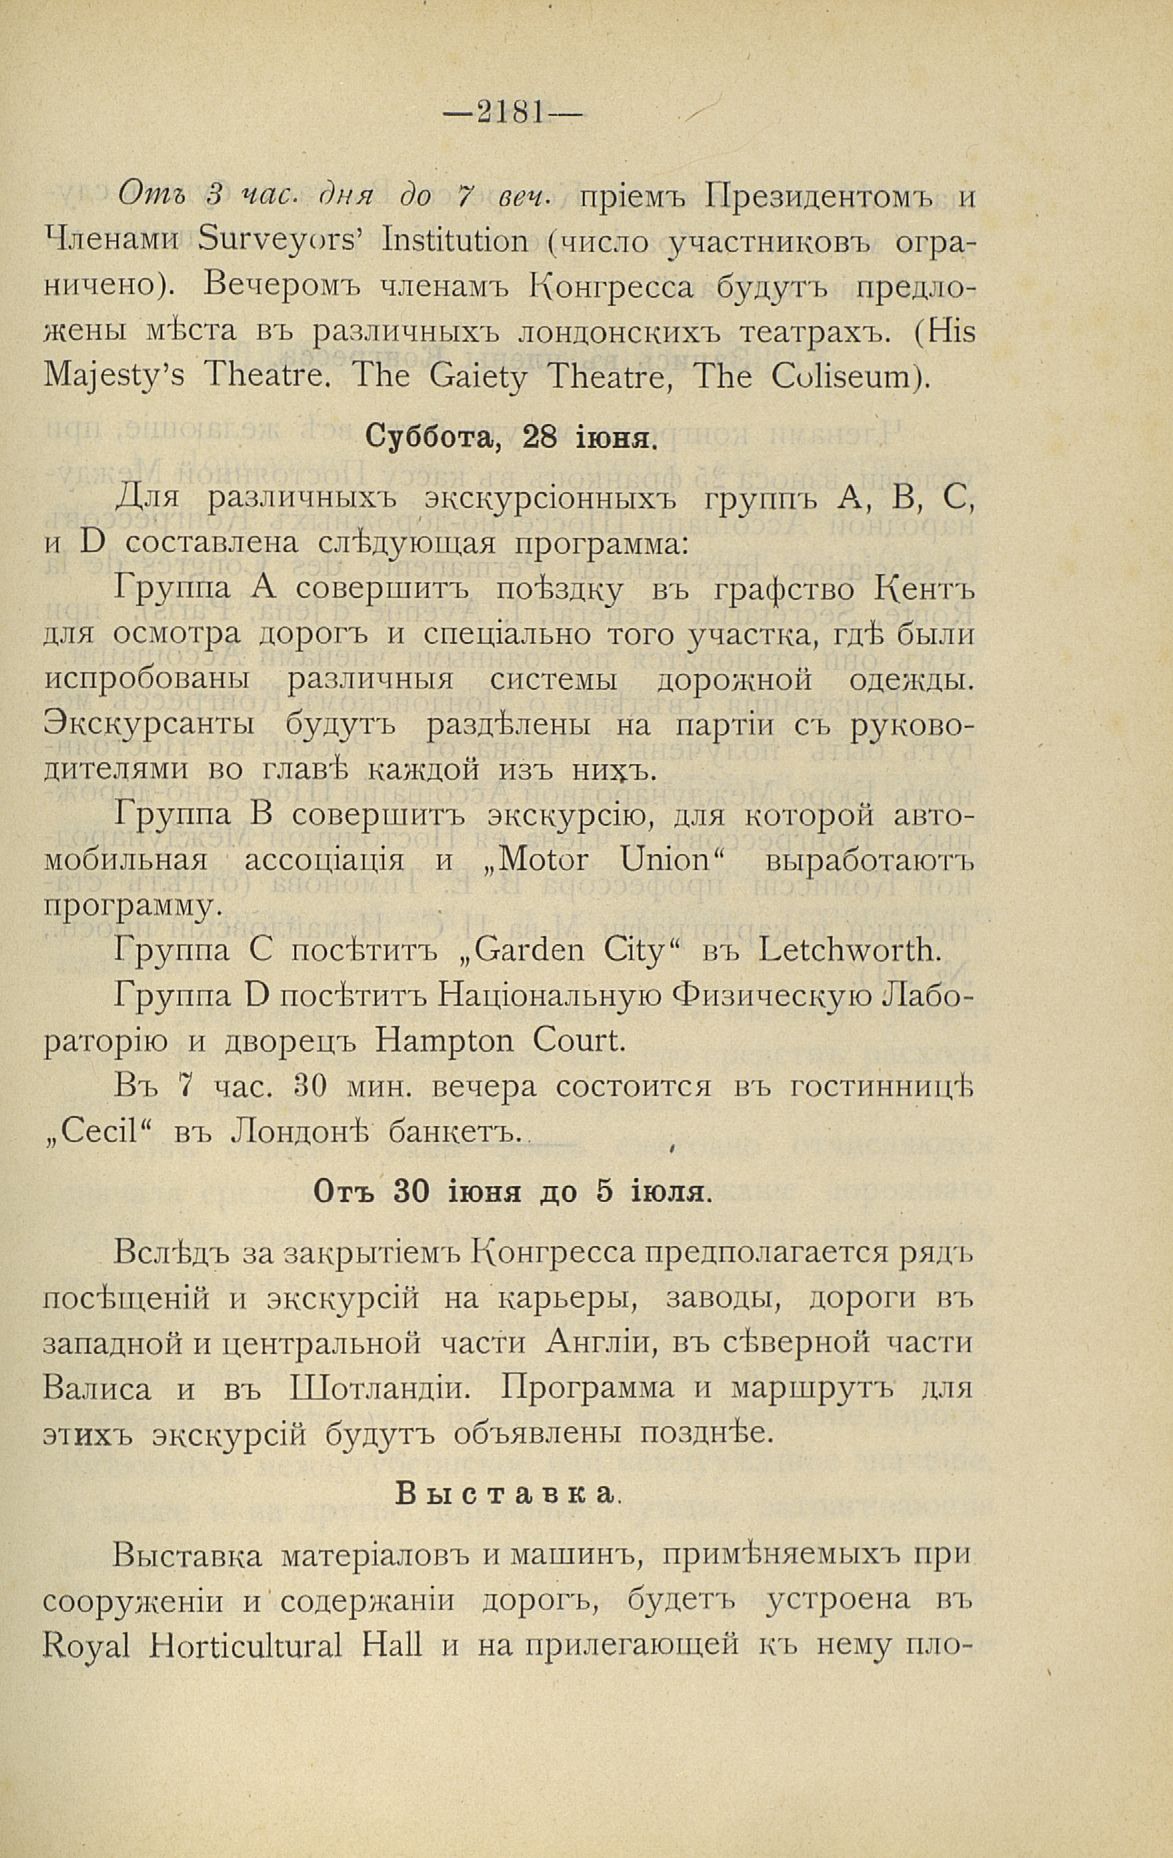 —2181—
Отъ 3 час. дня до 7 веч. пріемъ Президентомъ и
Членами Surveyors’ Institution (число участниковъ огра-
ничено). Вечеромъ членамъ Конгресса будутъ предло-
жены мѣста въ различныхъ лондонскихъ театрахъ. (His
Majesty’s Theatre. The Gaiety Theatre, The Coliseum).
Суббота, 28 іюня.
Для различныхъ экскурсіонныхъ группъ А, В, С,
и D составлена слѣдующая программа:
Группа А совершитъ поѣздку въ графство Кентъ
для осмотра дорогъ и спеціально того участка, гдѣ были
испробованы различныя системы дорожной одежды.
Экскурсанты будутъ раздѣлены на партіи съ руково-
дителями во главѣ каждой изъ нихъ.
Группа В совершитъ экскурсію, для которой авто-
мобильная ассоціація и „Motor Union“ выработаютъ
программу.
Группа С посѣтитъ „Garden City“ въ Letchworth.
Группа D посѣтитъ Національную Физическую Лабо-
раторію и дворецъ Hampton Court.
Въ 7 час. 30 мин. вечера состоится въ гостинницѣ
„Cecil“ въ Лондонѣ банкетъ.
Отъ 30 іюня до 5 іюля.
Вслѣдъ за закрытіемъ Конгресса предполагается рядъ
посѣщеній и экскурсій на карьеры, заводы, дороги въ
западной и центральной части Англіи, въ сѣверной части
Валиса и въ Шотландіи. Программа и маршрутъ для
этихъ экскурсій будутъ объявлены позднѣе.
Выставка.
Выставка матеріаловъ и машинъ, примѣняемыхъ при
сооруженіи и содержаніи дорогъ, будетъ устроена въ
Royal Horticultural Hall и на прилегающей къ нему пло-